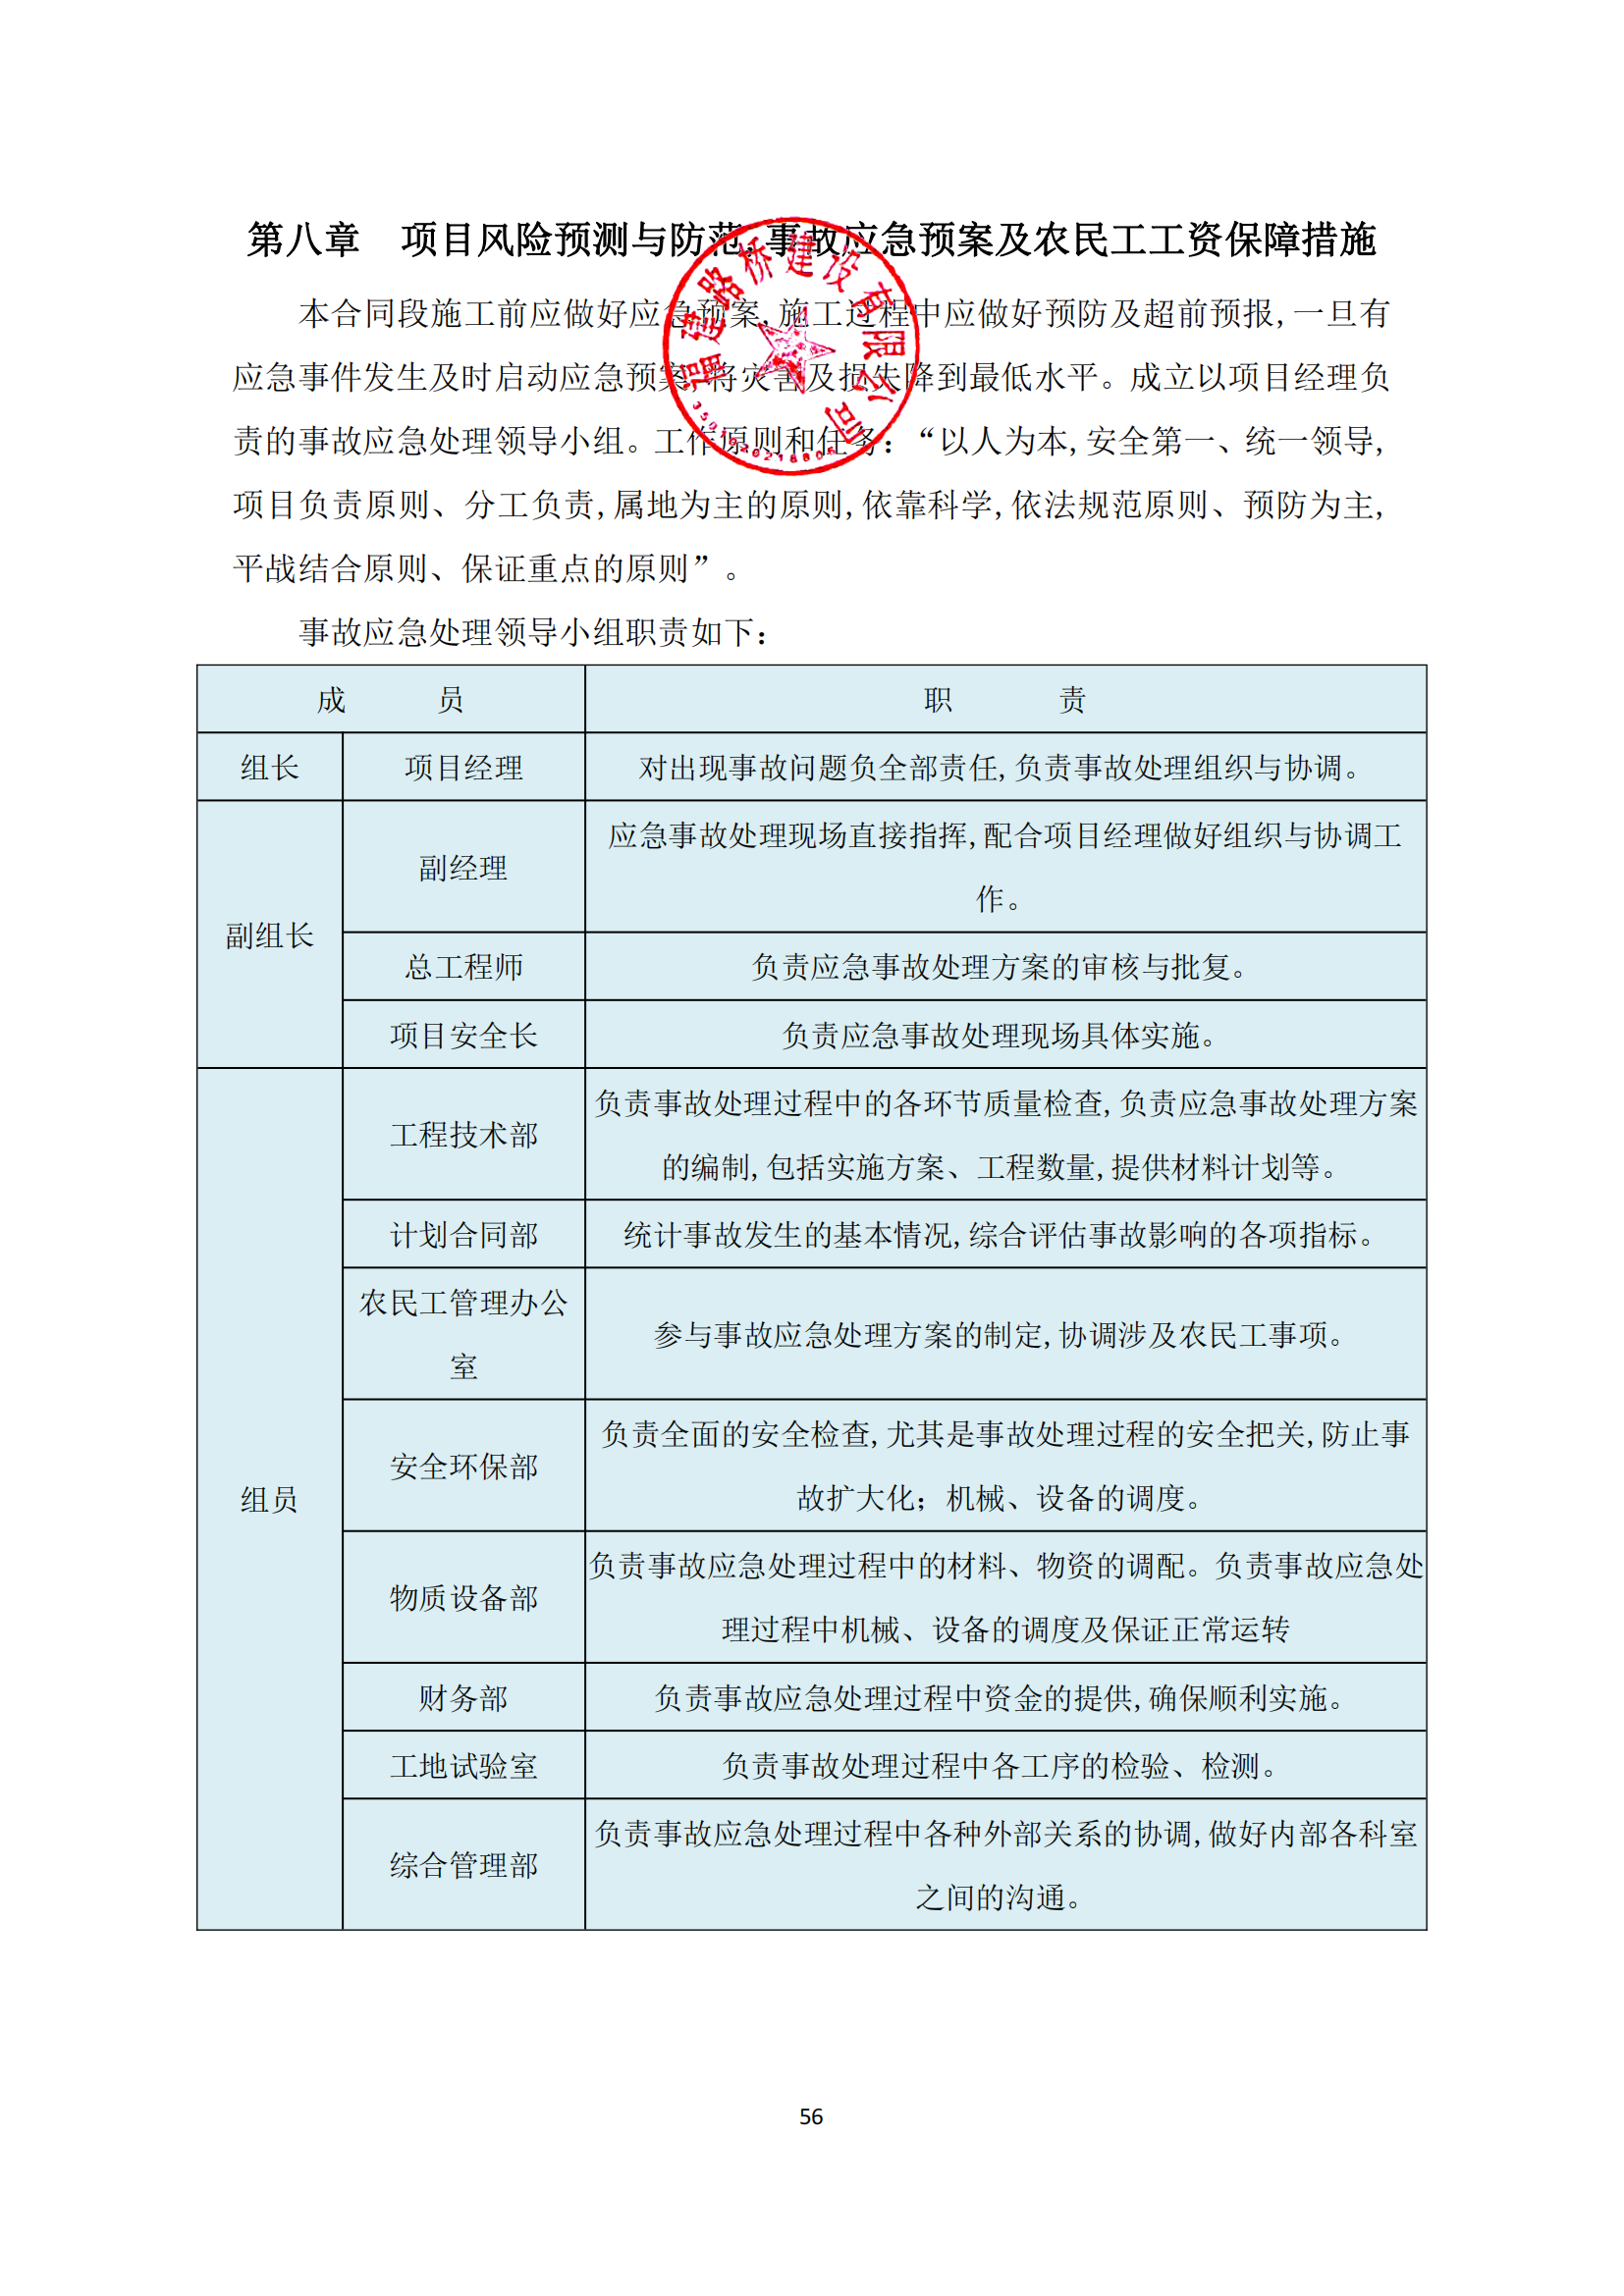 第八章 项目风险预测与防范,事故应急预案及农民工工资保障措施
本合同段施工前应做好应急预案,施工过程中应做好预防及超前预报,一旦有
应急事件发生及时启动应急预案,将灾害及损失降到最低水平。成立以项目经理负
责的事故应急处理领导小组。工作原则和任务:“以人为本,安全第一、统一领导,
项目负责原则、分工负责,属地为主的原则,依靠科学,依法规范原则、预防为主,
平战结合原则、保证重点的原则”。
事故应急处理领导小组职责如下:
福建路桥建设有限公司
成 员 职 责
组长 项目经理 对出现事故问题负全部责任,负责事故处理组织与协调。
副组长
副经理
应急事故处理现场直接指挥,配合项目经理做好组织与协调工
作。
总工程师 负责应急事故处理方案的审核与批复。
项目安全长 负责应急事故处理现场具体实施。
组员
工程技术部
负责事故处理过程中的各环节质量检查,负责应急事故处理方案
的编制,包括实施方案、工程数量,提供材料计划等。
计划合同部 统计事故发生的基本情况,综合评估事故影响的各项指标。
农民工管理办公
室
参与事故应急处理方案的制定,协调涉及农民工事项。
安全环保部
负责全面的安全检查,尤其是事故处理过程的安全把关,防止事
故扩大化;机械、设备的调度。
物质设备部
负责事故应急处理过程中的材料、物资的调配。负责事故应急处
理过程中机械、设备的调度及保证正常运转
财务部 负责事故应急处理过程中资金的提供,确保顺利实施。
工地试验室 负责事故处理过程中各工序的检验、检测。
综合管理部
负责事故应急处理过程中各种外部关系的协调,做好内部各科室
之间的沟通。
56